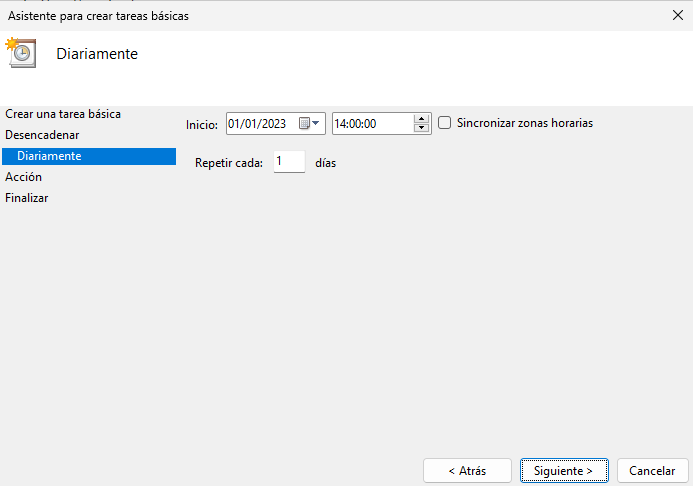 Asistente para crear tareas básicas
Diariamente
Crear una tarea básica
Desencadenar
Diariamente
Acción
Finalizar
Inicio: 01/01/2023 14:00:00 Sincronizar zonas horarias
Repetir cada: 1 días
< Atrás Siguiente > Cancelar